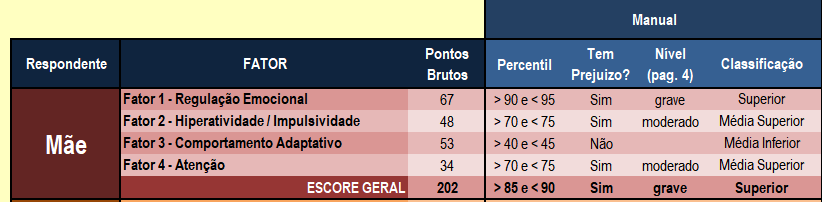 Manual
Respondente FATOR Pontos Brutos Percentil Tem Prejuizo? Nível (pag. 4) Classificação
Mãe
Fator 1 - Regulação Emocional 67 > 90 e < 95 Sim grave Superior
Fator 2 - Hiperatividade / Impulsividade 48 > 70 e < 75 Sim moderado Média Superior
Fator 3 - Comportamento Adaptativo 53 > 40 e < 45 Não Média Inferior
Fator 4 - Atenção 34 > 70 e < 75 Sim moderado Média Superior
ESCORE GERAL 202 > 85 e < 90 Sim grave Superior